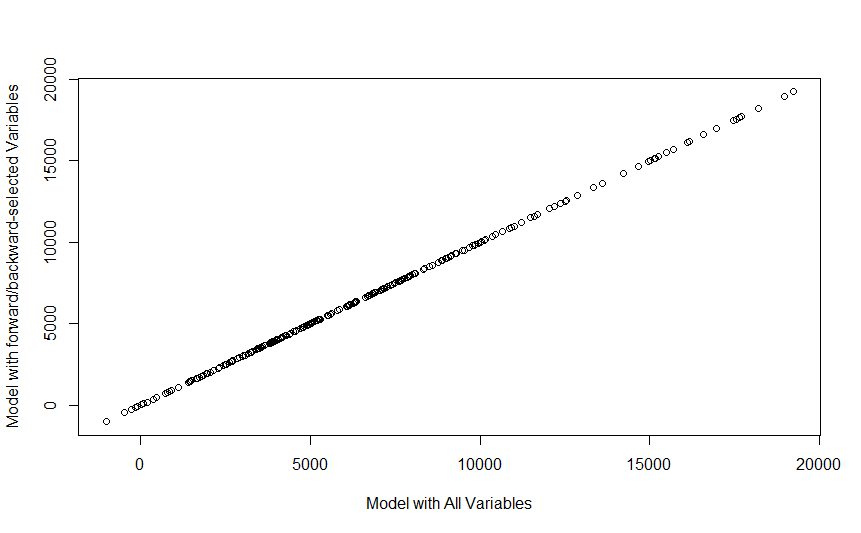 Model with forward/backward-selected Variables
20000
15000
10000
5000
0
0 5000 10000 15000 20000
Model with All Variables